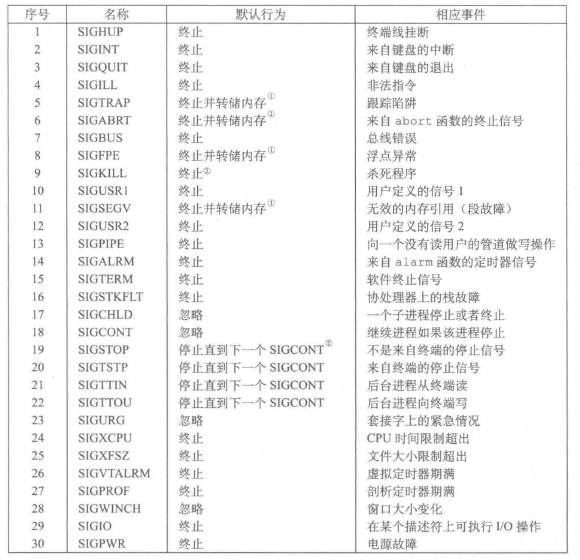 序号 名称 默认行为 相应事件
1 SIGHUP 终止 终端线挂断
2 SIGINT 终止 来自键盘的中断
3 SIGQUIT 终止 来自键盘的退出
4 SIGILL 终止 非法指令
5 SIGTRAP 终止并转储内存① 跟踪陷阱
6 SIGABRT 终止并转储内存① 来自 abort 函数的终止信号
7 SIGBUS 终止 总线错误
8 SIGFPE 终止并转储内存① 浮点异常
9 SIGKILL 终止② 杀死程序
10 SIGUSR1 终止 用户定义的信号 1
11 SIGSEGV 终止并转储内存① 无效的内存引用（段故障）
12 SIGUSR2 终止 用户定义的信号 2
13 SIGPIPE 终止 向一个没有读用户的管道做写操作
14 SIGALRM 终止 来自 alarm 函数的定时器信号
15 SIGTERM 终止 软件终止信号
16 SIGSTKFLT 终止 协处理器上的栈故障
17 SIGCHLD 忽略 一个子进程停止或者终止
18 SIGCONT 忽略 继续进程如果该进程停止
19 SIGSTOP 停止直到下一个 SIGCONT② 不是来自终端的停止信号
20 SIGTSTP 停止直到下一个 SIGCONT 来自终端的停止信号
21 SIGTTIN 停止直到下一个 SIGCONT 后台进程从终端读
22 SIGTTOU 停止直到下一个 SIGCONT 后台进程向终端写
23 SIGURG 忽略 套接字上的紧急情况
24 SIGXCPU 终止 CPU 时间限制超出
25 SIGXFSZ 终止 文件大小限制超出
26 SIGVTALRM 终止 虚拟定时器期满
27 SIGPROF 终止 剖析定时器期满
28 SIGWINCH 忽略 窗口大小变化
29 SIGIO 终止 在某个描述符上可执行 I/O 操作
30 SIGPWR 终止 电源故障